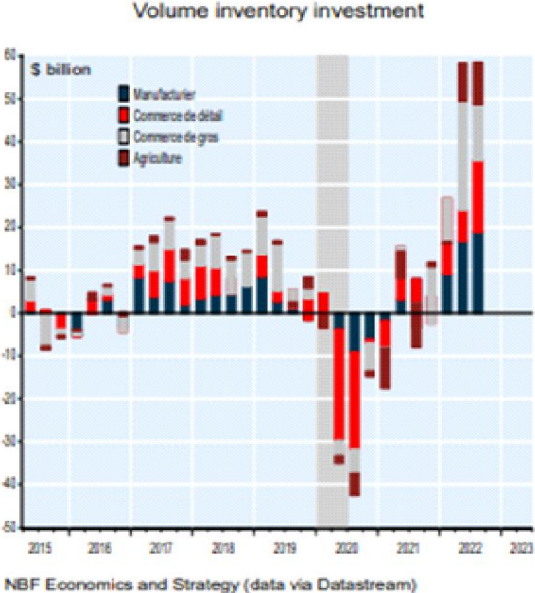 Volume inventory investment
60
$ billion
50
40
30
20
10
0
-10
-20
-30
-40
-50
Manufacturier
Commerce de détail
Commerce de gros
Agriculture
2015 2016 2017 2018 2019 2020 2021 2022 2023
NBF Economics and Strategy (data via Datastream)